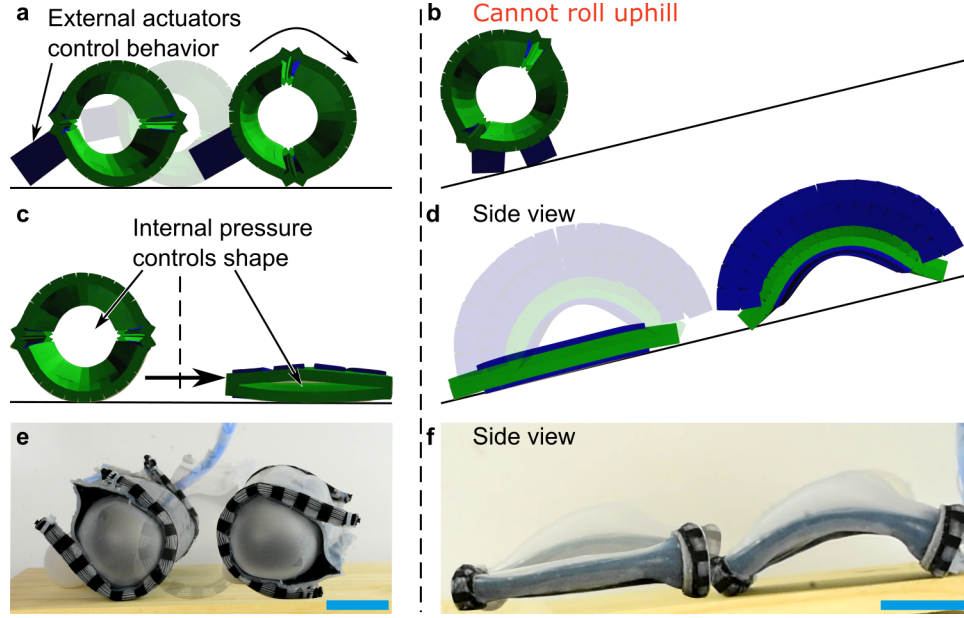 a
External actuators
control behavior
b
Cannot roll uphill
c
Internal pressure
controls shape
d
Side view
e
f
Side view